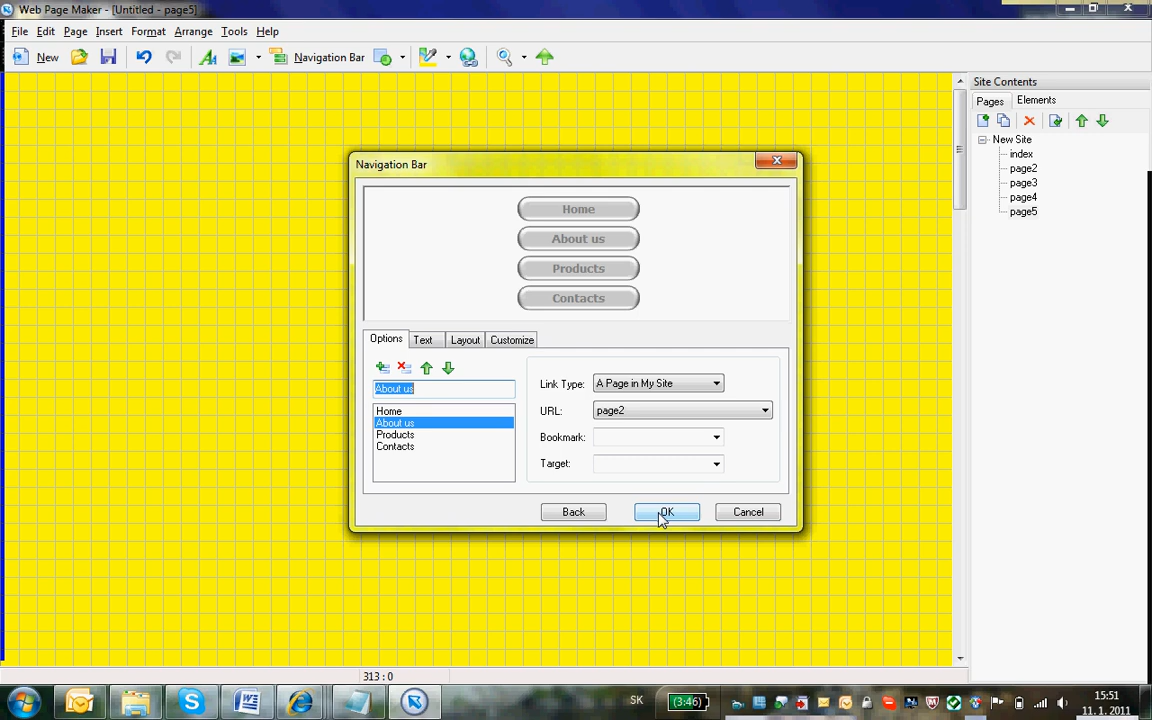 Web Page Maker - [Untitled - page5]
File Edit Page Insert Format Arrange Tools Help
New Navigation Bar
Site Contents
Pages Elements
New Site
index
page2
page3
page4
page5
Navigation Bar
Home
About us
Products
Contacts
Options Text Layout Customize
About us
Home
About us
Products
Contacts
Link Type: A Page in My Site
URL: page2
Bookmark:
Target:
Back OK Cancel
313 : 0
SK (3:46) 15:51
11. 1. 2011